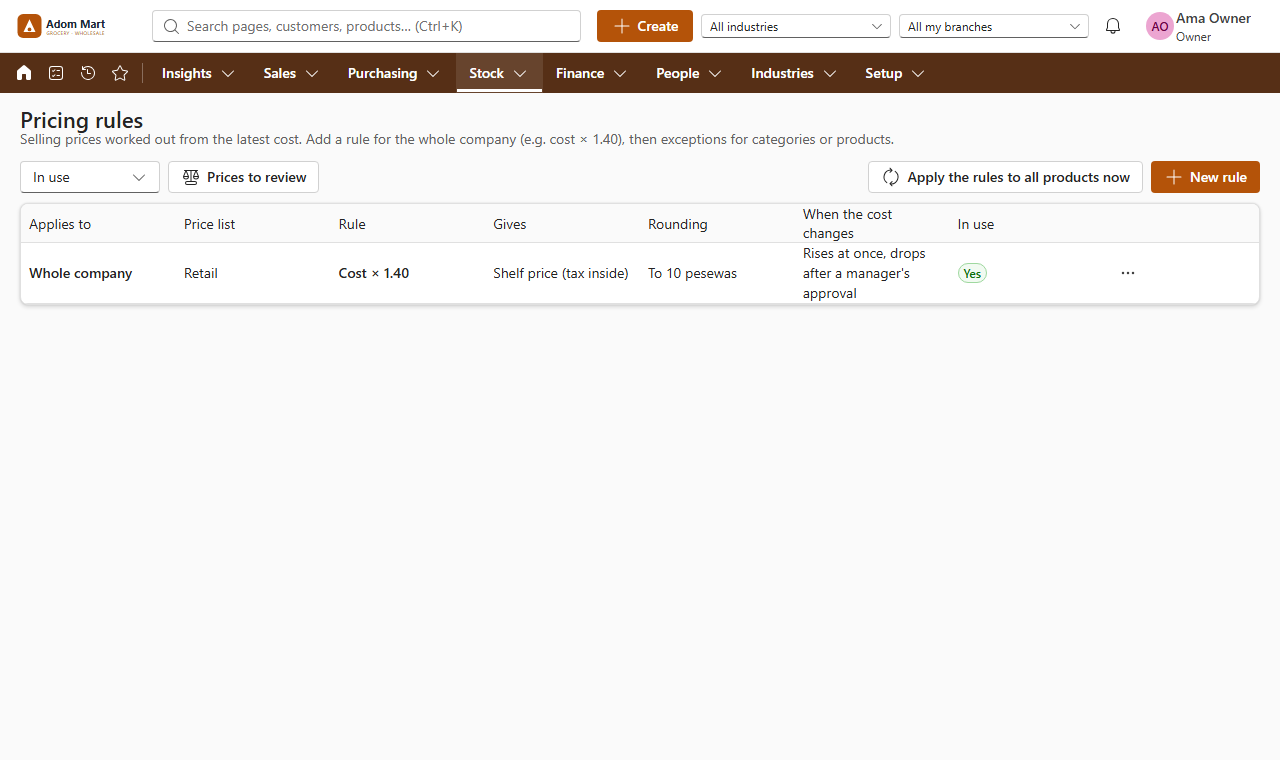 Adom Mart
GROCERY · WHOLESALE
Search pages, customers, products... (Ctrl+K)
Create
All industries
All my branches
AO
Ama Owner
Owner
Insights
Sales
Purchasing
Stock
Finance
People
Industries
Setup
Pricing rules
Selling prices worked out from the latest cost. Add a rule for the whole company (e.g. cost × 1.40), then exceptions for categories or products.
In use
Prices to review
Apply the rules to all products now
New rule
Applies to
Price list
Rule
Gives
Rounding
When the cost
changes
In use
Whole company
Retail
Cost × 1.40
Shelf price (tax inside)
To 10 pesewas
Rises at once, drops
after a manager's
approval
Yes